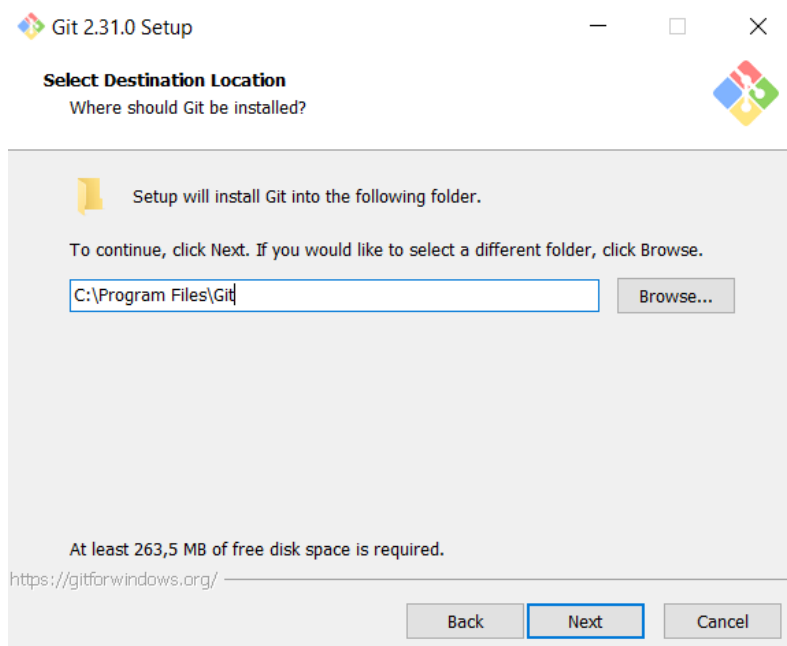 Git 2.31.0 Setup
Select Destination Location
Where should Git be installed?
Setup will install Git into the following folder.
To continue, click Next. If you would like to select a different folder, click Browse.
C:\Program Files\Git
Browse...
At least 263,5 MB of free disk space is required.
https://gitforwindows.org/
Back
Next
Cancel